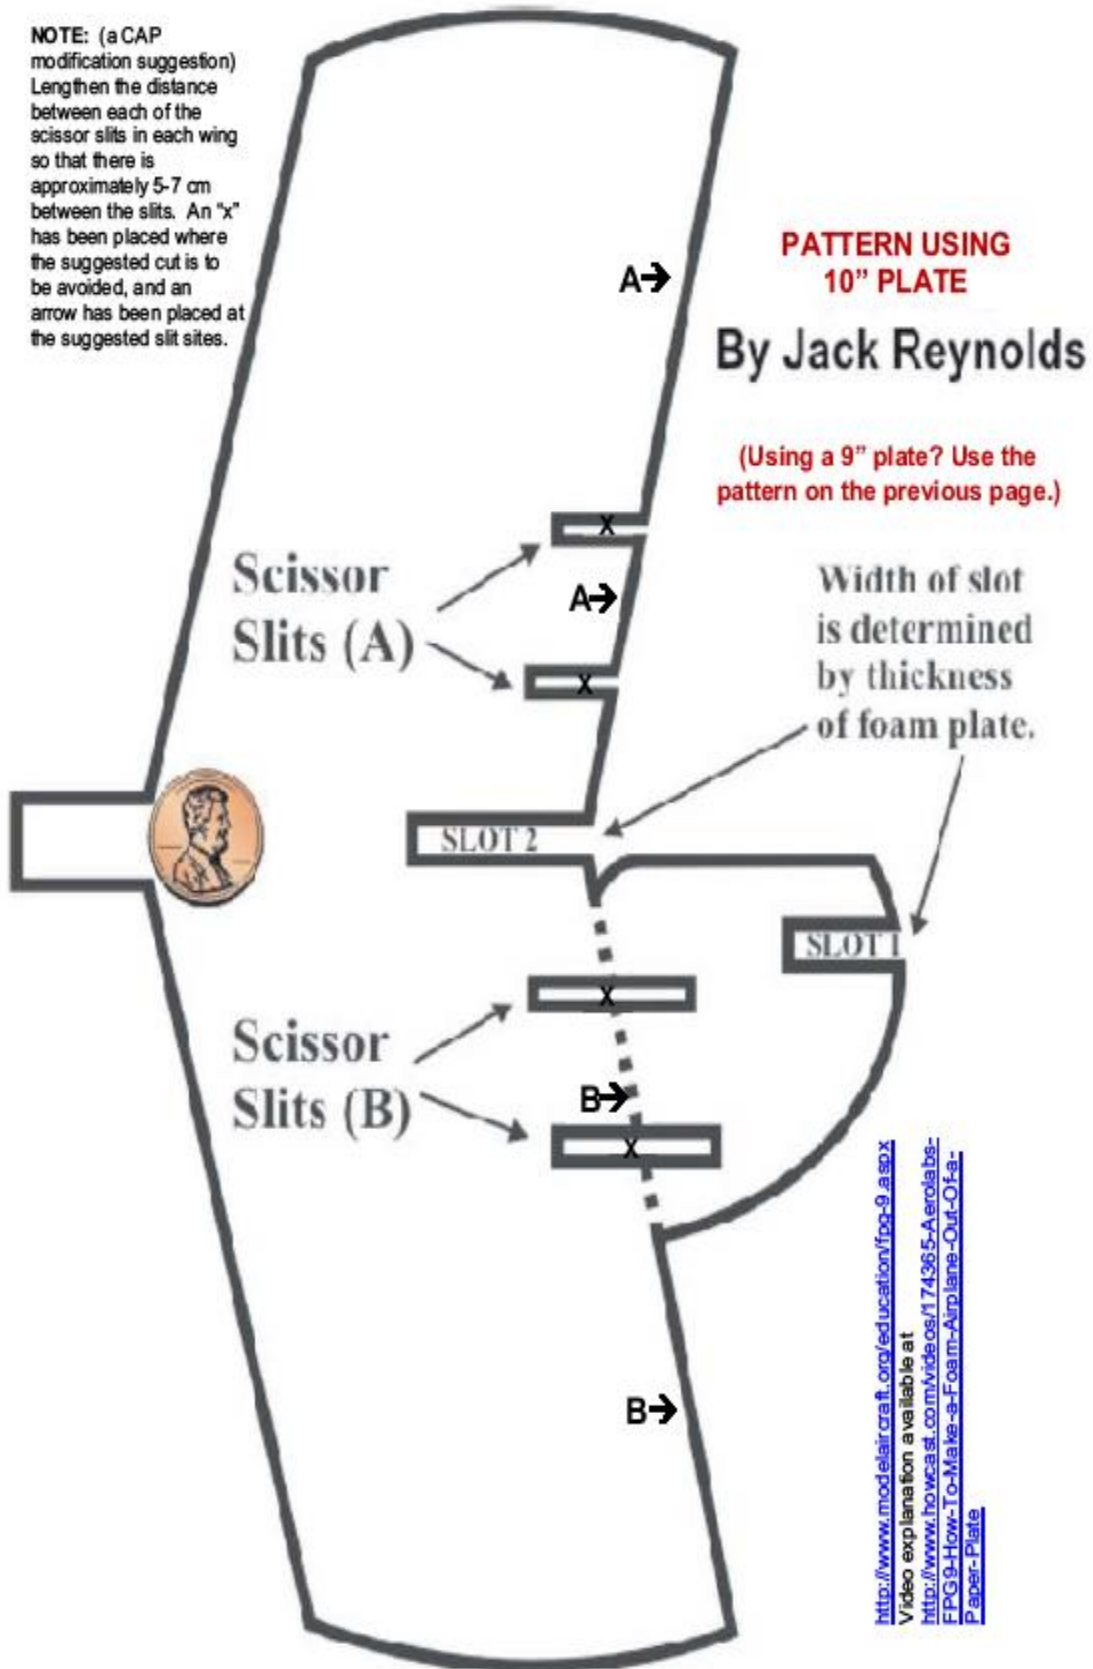 NOTE: (a CAP
modification suggestion)
Lengthen the distance
between each of the
scissor slits in each wing
so that there is
approximately 5-7 cm
between the slits. An "x"
has been placed where
the suggested cut is to
be avoided, and an
arrow has been placed at
the suggested slit sites.
A→
PATTERN USING
10" PLATE
By Jack Reynolds
(Using a 9" plate? Use the
pattern on the previous page.)
X
Scissor
Slits (A)
A→
X
Width of slot
is determined
by thickness
of foam plate.
SLOT 2
SLOT 1
X
Scissor
Slits (B)
B→
X
B→
http://www.modelaircraft.org/education/fpg-9.aspx
Video explanation available at
http://www.howcast.com/videos/174365-Aerolabs-
FPG9-How-To-Make-a-Foam-Airplane-Out-Of-a-
Paper-Plate